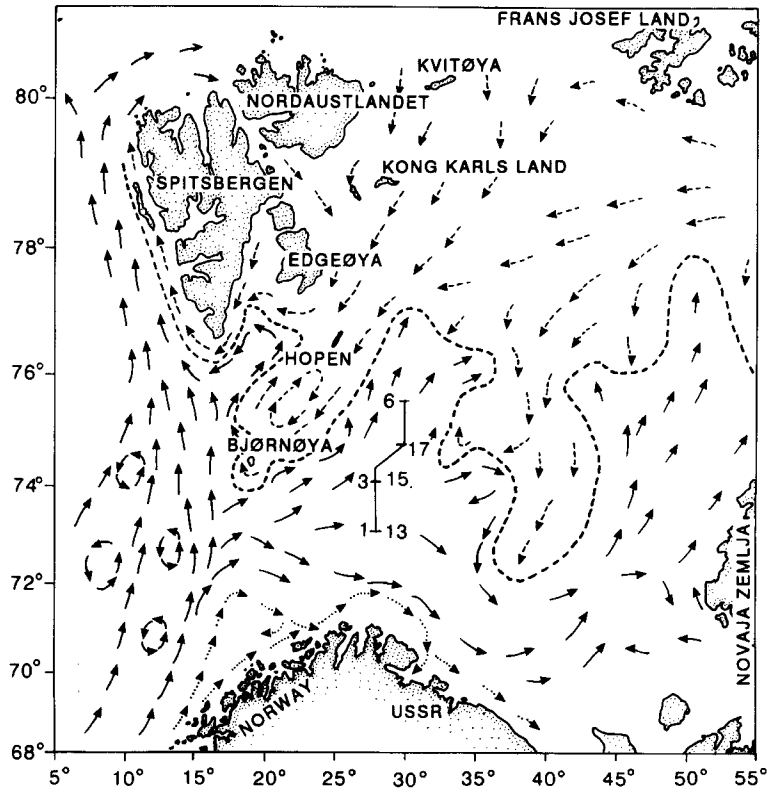 FRANS JOSEF LAND
KVITØYA
80°
NORDAUSTLANDET
KONG KARLS LAND
SPITSBERGEN
78°
EDGEØYA
76°
HOPEN
6
BJØRNØYA
17
74°
3 15
1 13
72°
NOVAJA ZEMLJA
70°
NORWAY
USSR
68°
5° 10° 15° 20° 25° 30° 35° 40° 45° 50° 55°